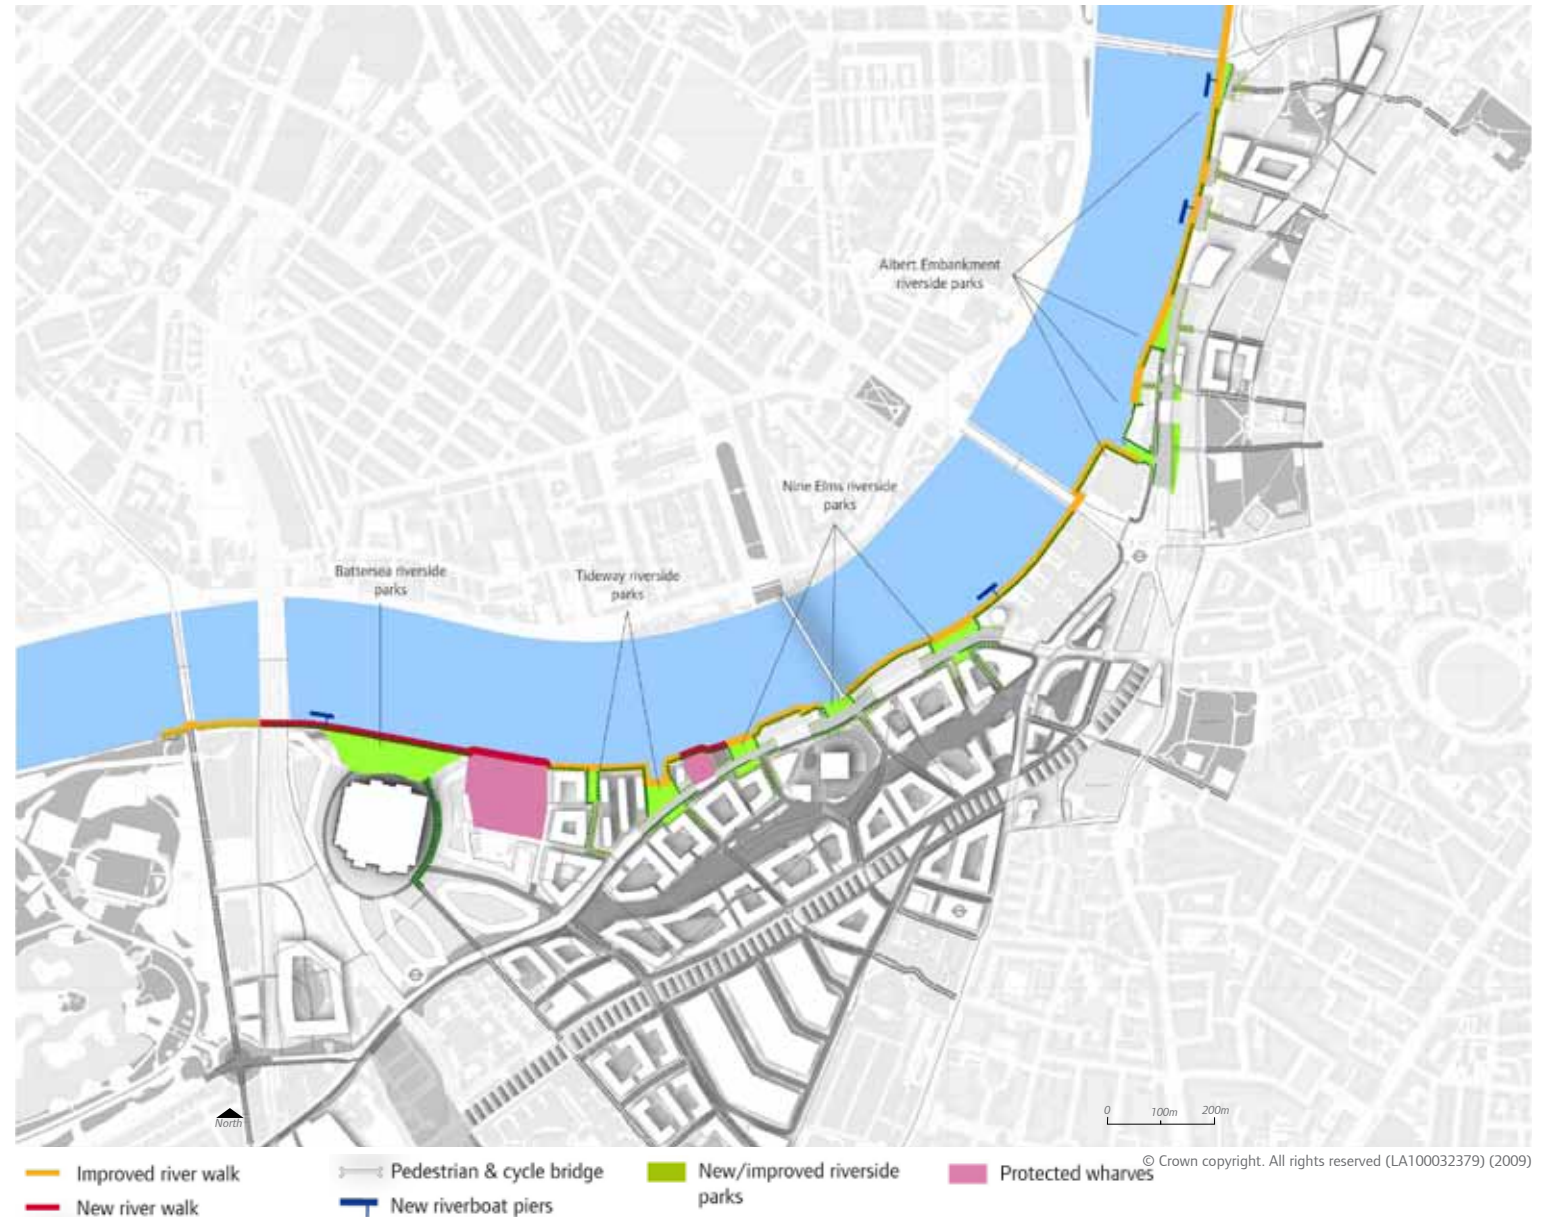 Albert Embankment
riverside parks
Nine Elms riverside
parks
Battersea riverside
parks
Tideway riverside
parks
North
0 100m 200m
© Crown copyright. All rights reserved (LA100032379) (2009)
Improved river walk
New river walk
Pedestrian & cycle bridge
New riverboat piers
New/improved riverside
parks
Protected wharves